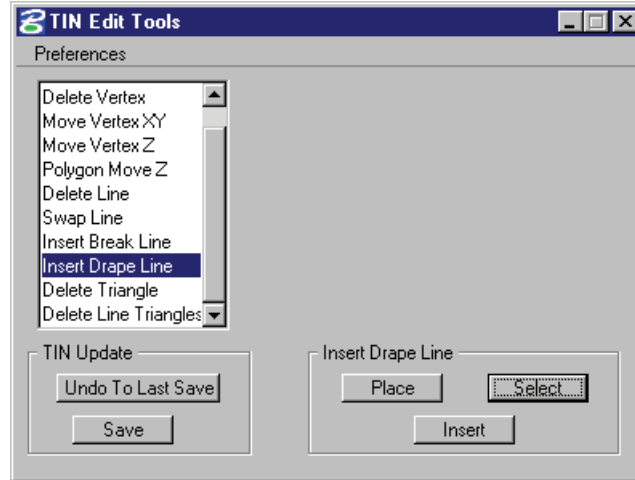 TIN Edit Tools
Preferences
Delete Vertex
Move Vertex XY
Move Vertex Z
Polygon Move Z
Delete Line
Swap Line
Insert Break Line
Insert Drape Line
Delete Triangle
Delete Line Triangles
TIN Update
Undo To Last Save
Save
Insert Drape Line
Place
Select
Insert